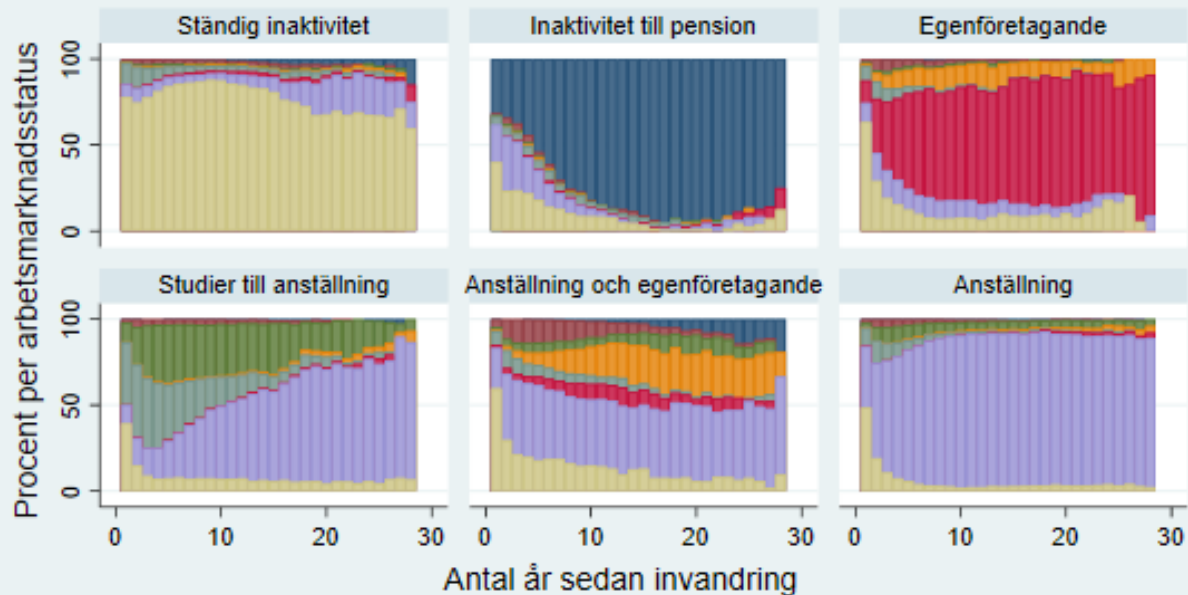 Procent per arbetsmarknadsstatus
Ständig inaktivitet
Inaktivitet till pension
Egenföretagande
100
50
0
Studier till anställning
Anställning och egenföretagande
Anställning
100
50
0
0 10 20 30
0 10 20 30
0 10 20 30
Antal år sedan invandring